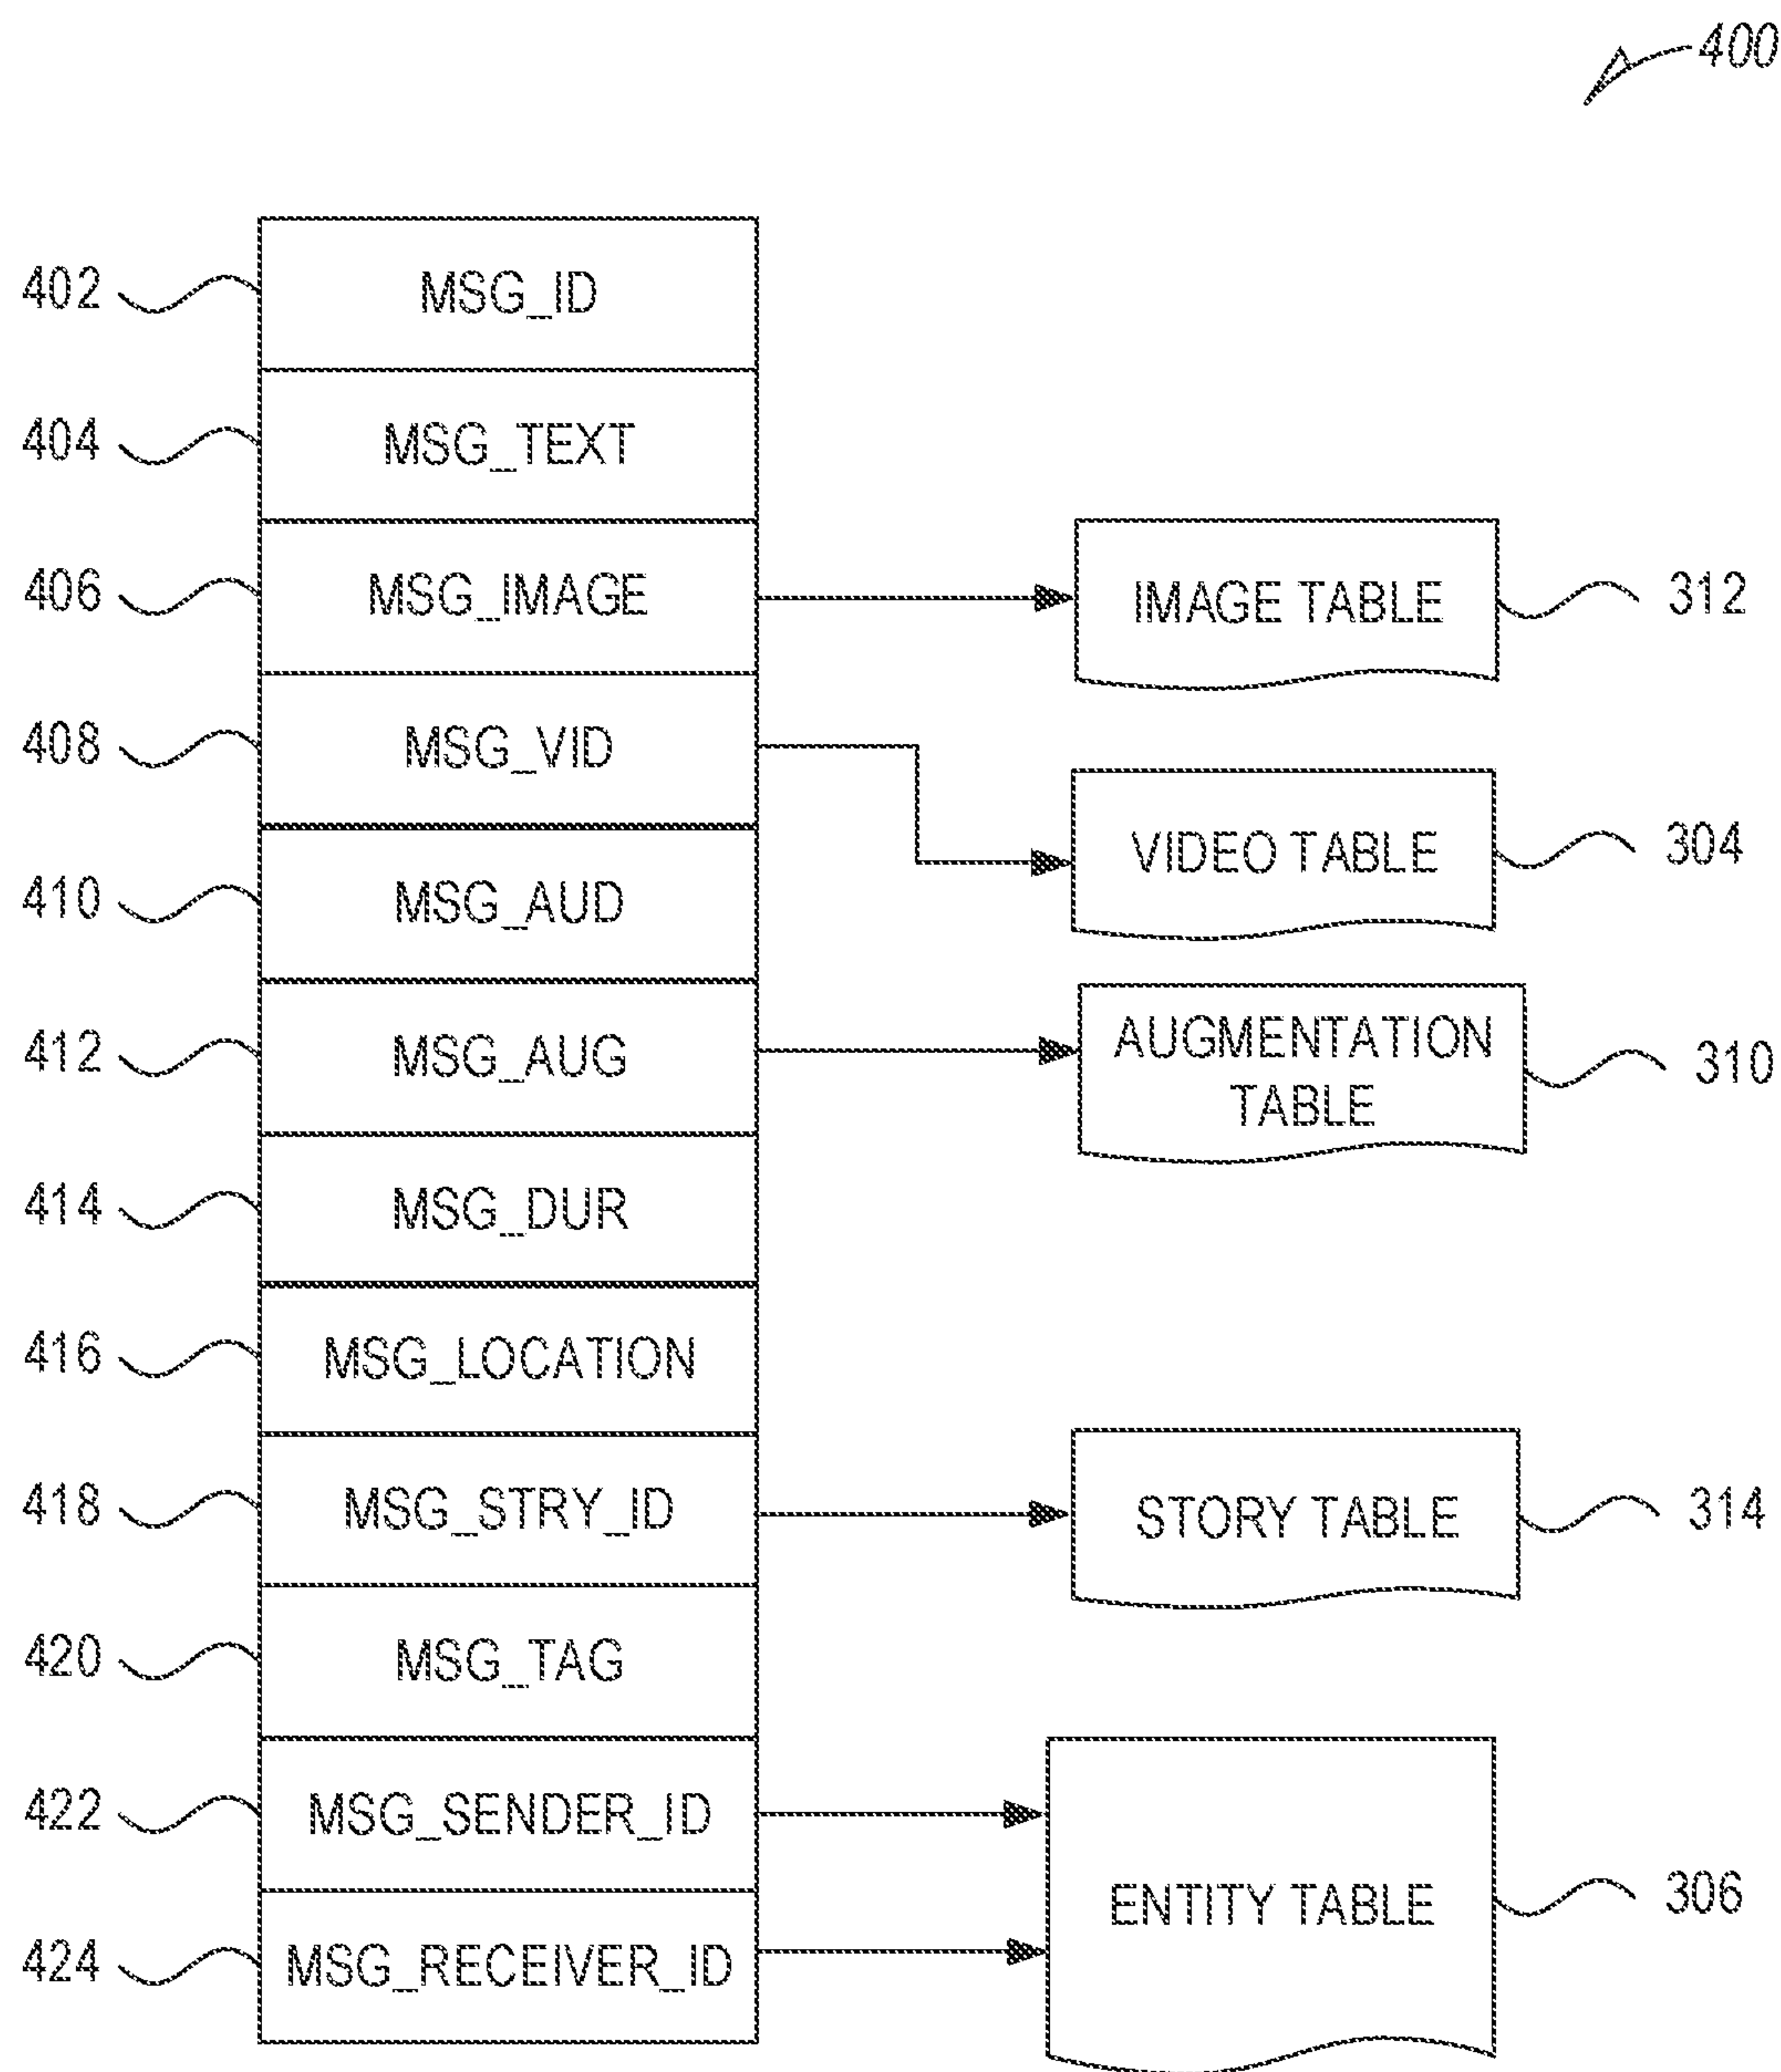 400
402 MSG_ID
404 MSG_TEXT
406 MSG_IMAGE IMAGE TABLE 312
408 MSG_VID
VIDEO TABLE 304
410 MSG_AUD
412 MSG_AUG AUGMENTATION
TABLE 310
414 MSG_DUR
416 MSG_LOCATION
418 MSG_STRY_ID STORY TABLE 314
420 MSG_TAG
422 MSG_SENDER_ID
ENTITY TABLE 306
424 MSG_RECEIVER_ID